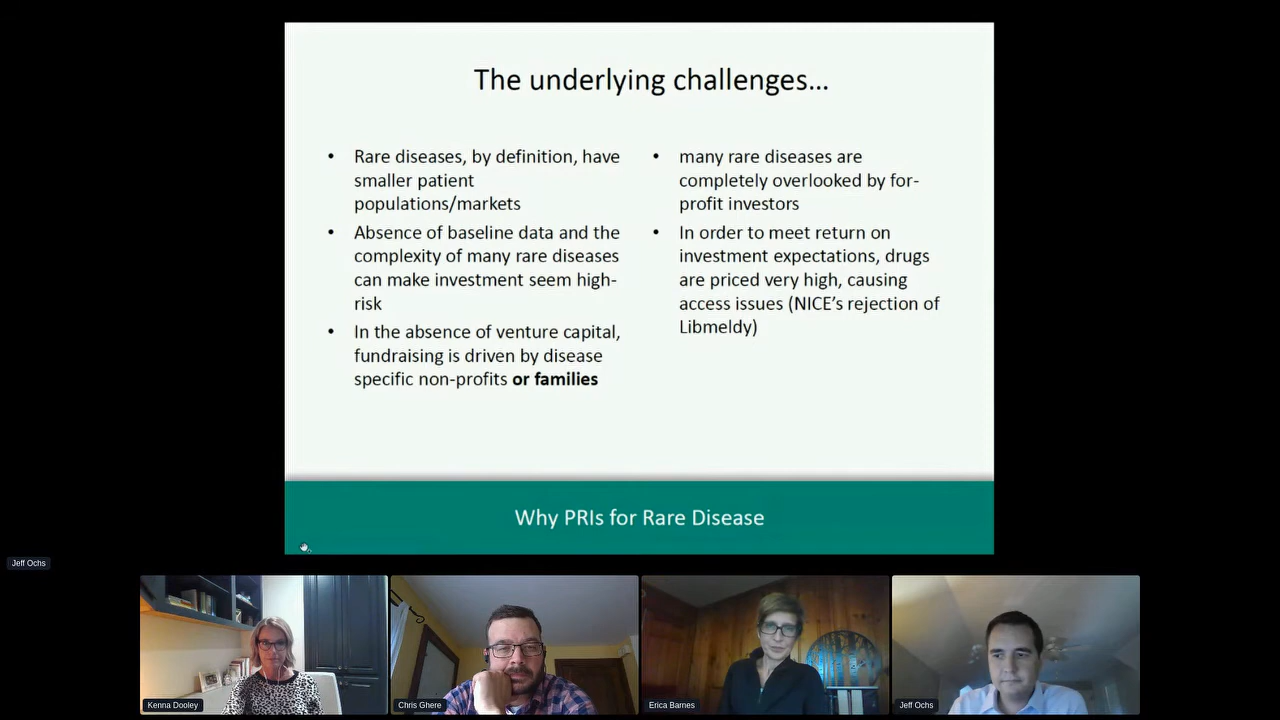 The underlying challenges…
• Rare diseases, by definition, have
smaller patient
populations/markets
• Absence of baseline data and the
complexity of many rare diseases
can make investment seem high-
risk
• In the absence of venture capital,
fundraising is driven by disease
specific non-profits or families
• many rare diseases are
completely overlooked by for-
profit investors
• In order to meet return on
investment expectations, drugs
are priced very high, causing
access issues (NICE’s rejection of
Libmeldy)
Why PRIs for Rare Disease
Jeff Ochs
Kenna Dooley
Chris Ghere
Erica Barnes
Jeff Ochs